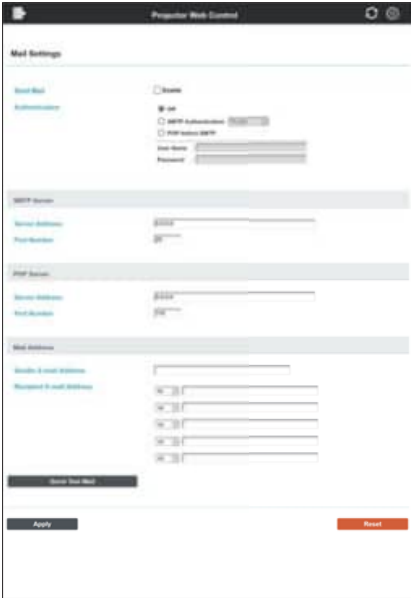 Projector Web Control
Mail Settings
Send Mail
Enable
Authentication
Off
SMTP Authentication
POP before SMTP
User Name
Password
SMTP Server
Server Address
Port Number
POP Server
Server Address
Port Number
Mail Address
Sender E-mail Address
Recipient E-mail Address
Send Test Mail
Apply
Reset